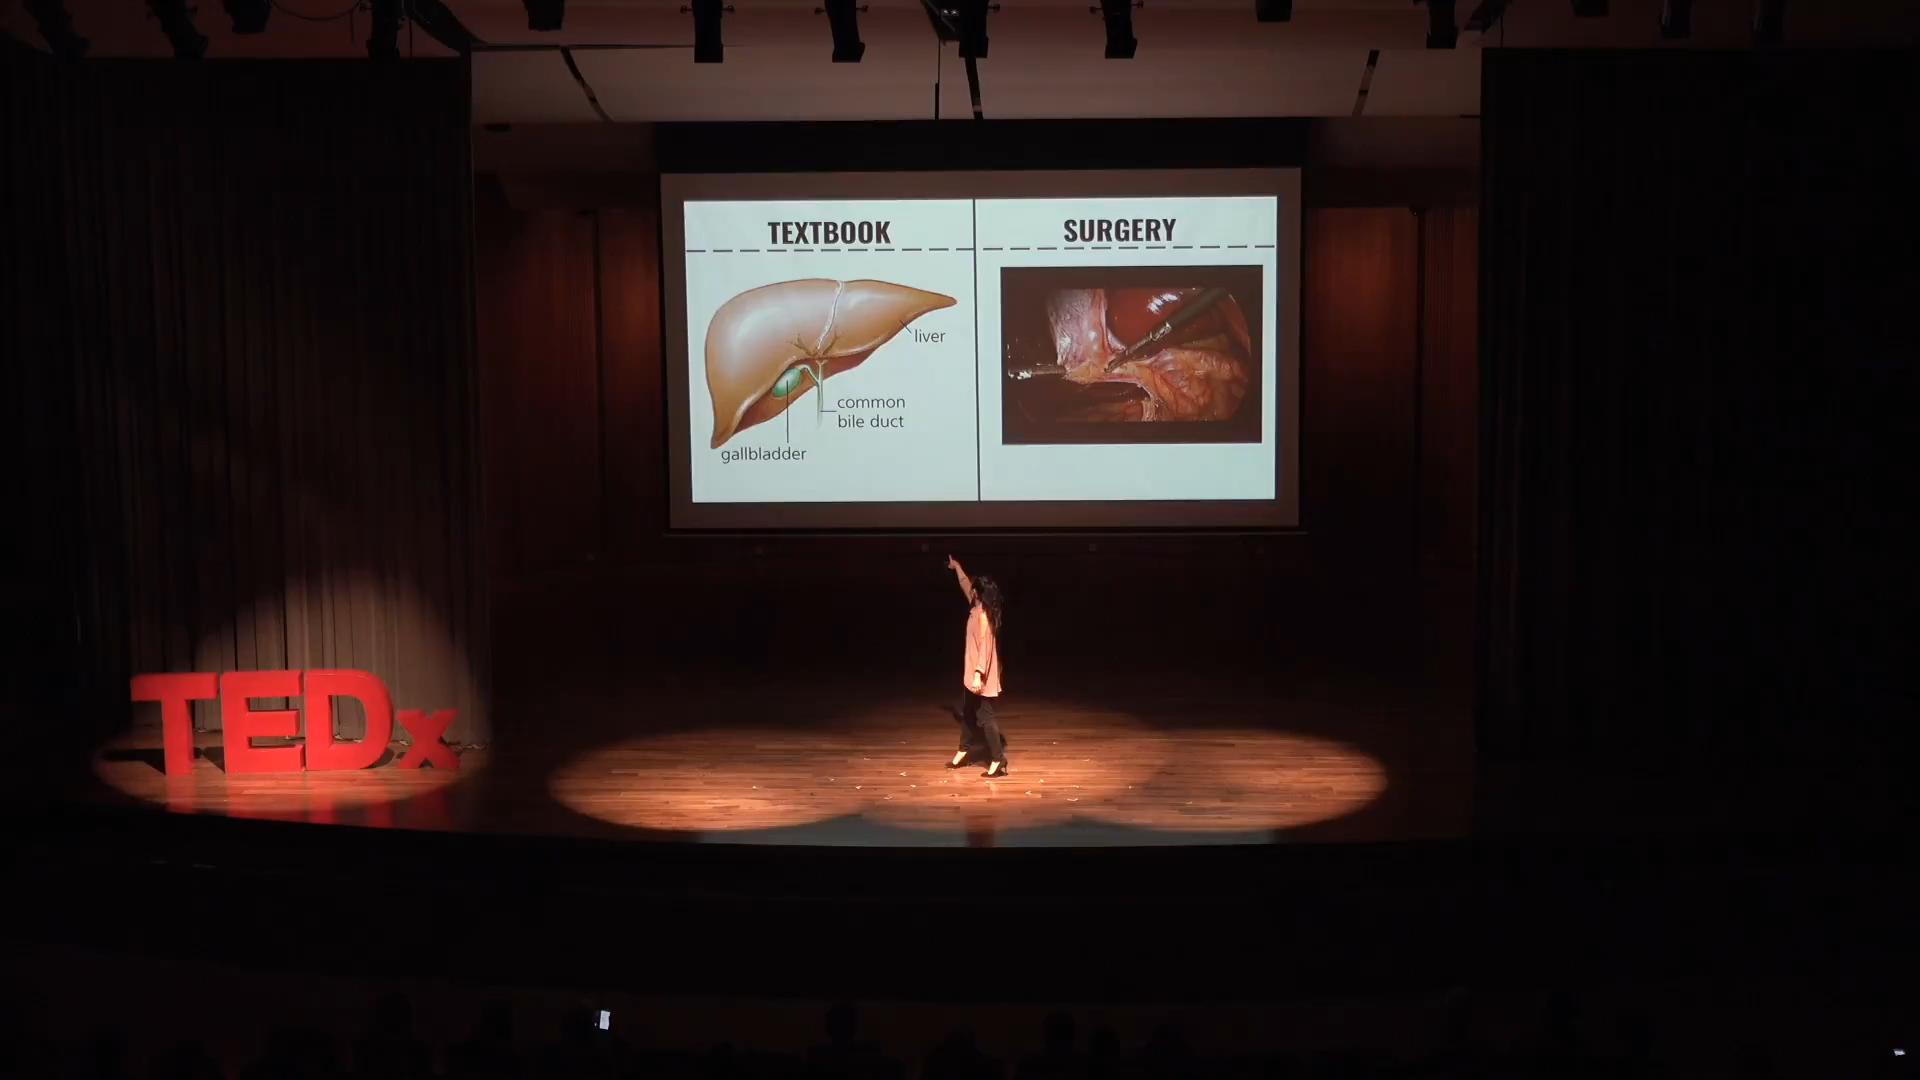 TEXTBOOK
SURGERY
liver
common
bile duct
gallbladder
TEDx